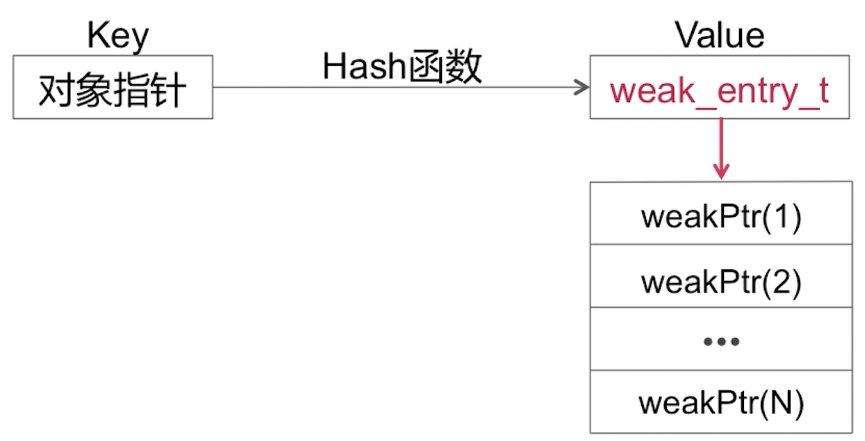 Key
Value
对象指针
Hash函数
weak_entry_t
weakPtr(1)
weakPtr(2)
•••
weakPtr(N)